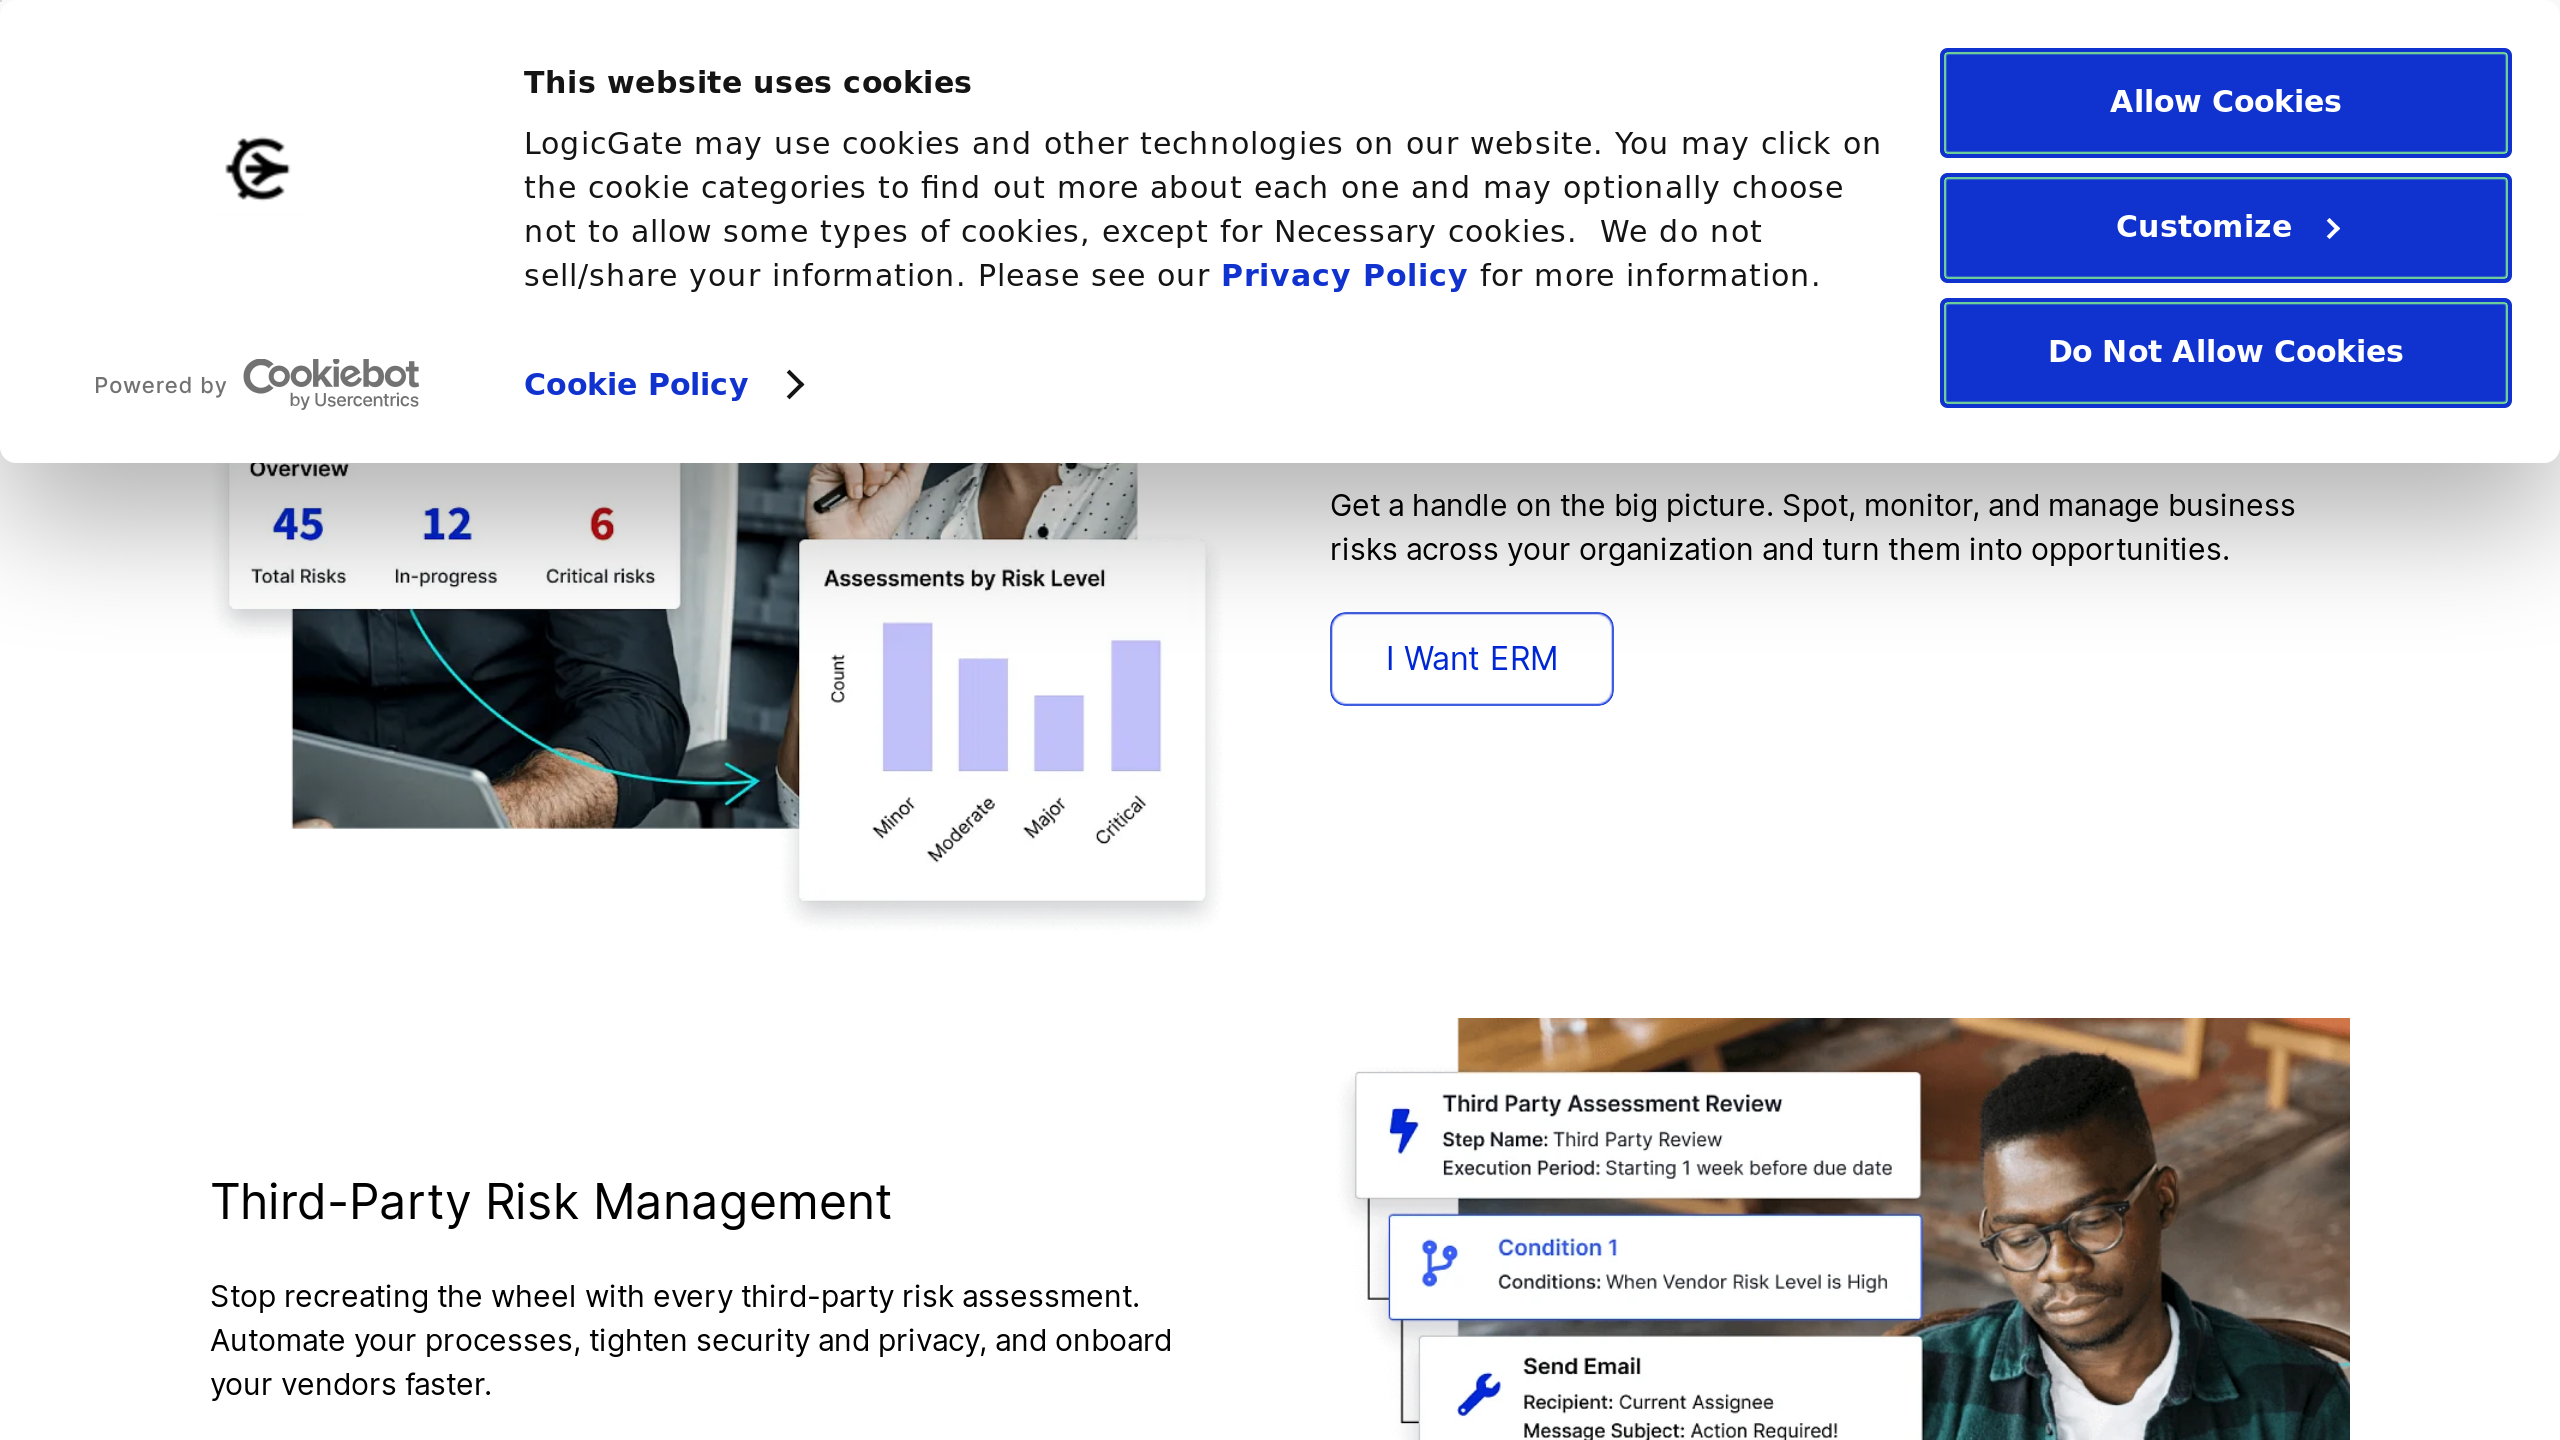 This website uses cookies
LogicGate may use cookies and other technologies on our website. You may click on
the cookie categories to find out more about each one and may optionally choose
not to allow some types of cookies, except for Necessary cookies.  We do not
sell/share your information. Please see our Privacy Policy for more information.
Powered by Cookiebot
by Usercentrics
Cookie Policy
Allow Cookies
Customize
Do Not Allow Cookies
Overview
45 12 6
Total Risks In-progress Critical risks
Assessments by Risk Level
Count
Minor Moderate Major Critical
Get a handle on the big picture. Spot, monitor, and manage business
risks across your organization and turn them into opportunities.
I Want ERM
Third-Party Risk Management
Stop recreating the wheel with every third-party risk assessment.
Automate your processes, tighten security and privacy, and onboard
your vendors faster.
Third Party Assessment Review
Step Name: Third Party Review
Execution Period: Starting 1 week before due date
Condition 1
Conditions: When Vendor Risk Level is High
Send Email
Recipient: Current Assignee
Message Subject: Action Required!